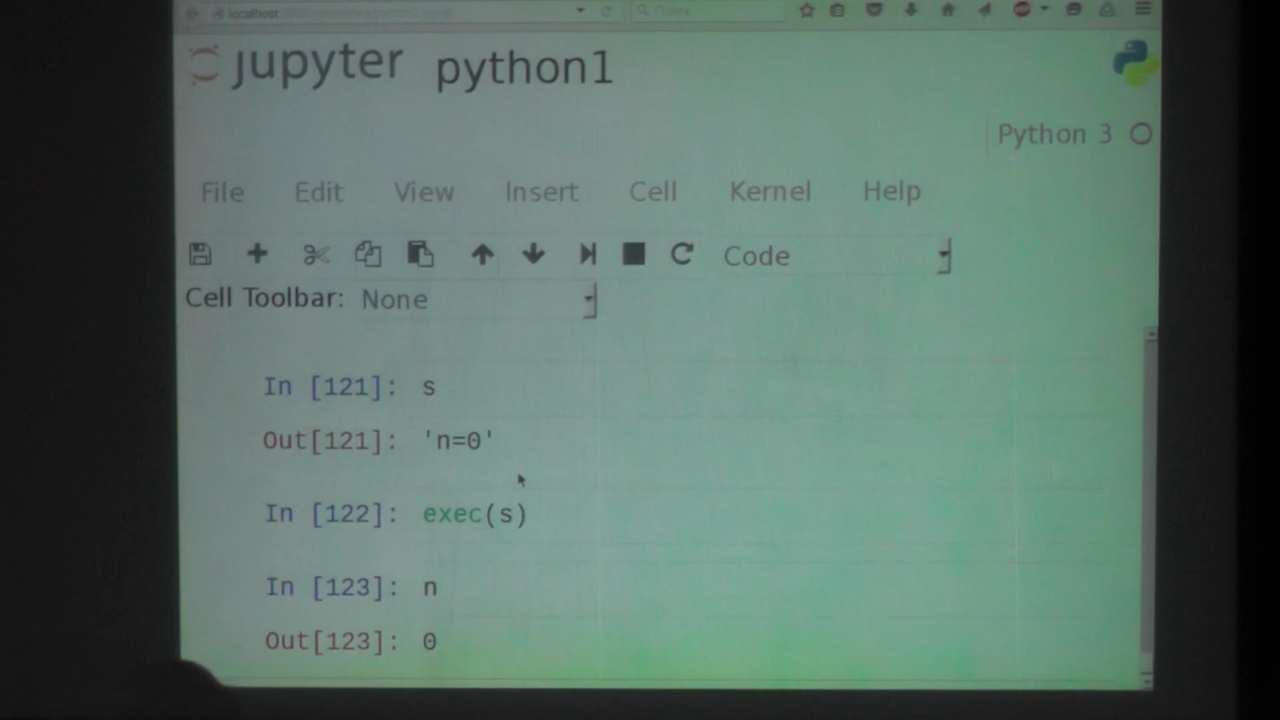 localhost
jupyter python1
Python 3
File Edit View Insert Cell Kernel Help
Code
Cell Toolbar: None
In [121]: s
Out[121]: 'n=0'
In [122]: exec(s)
In [123]: n
Out[123]: 0